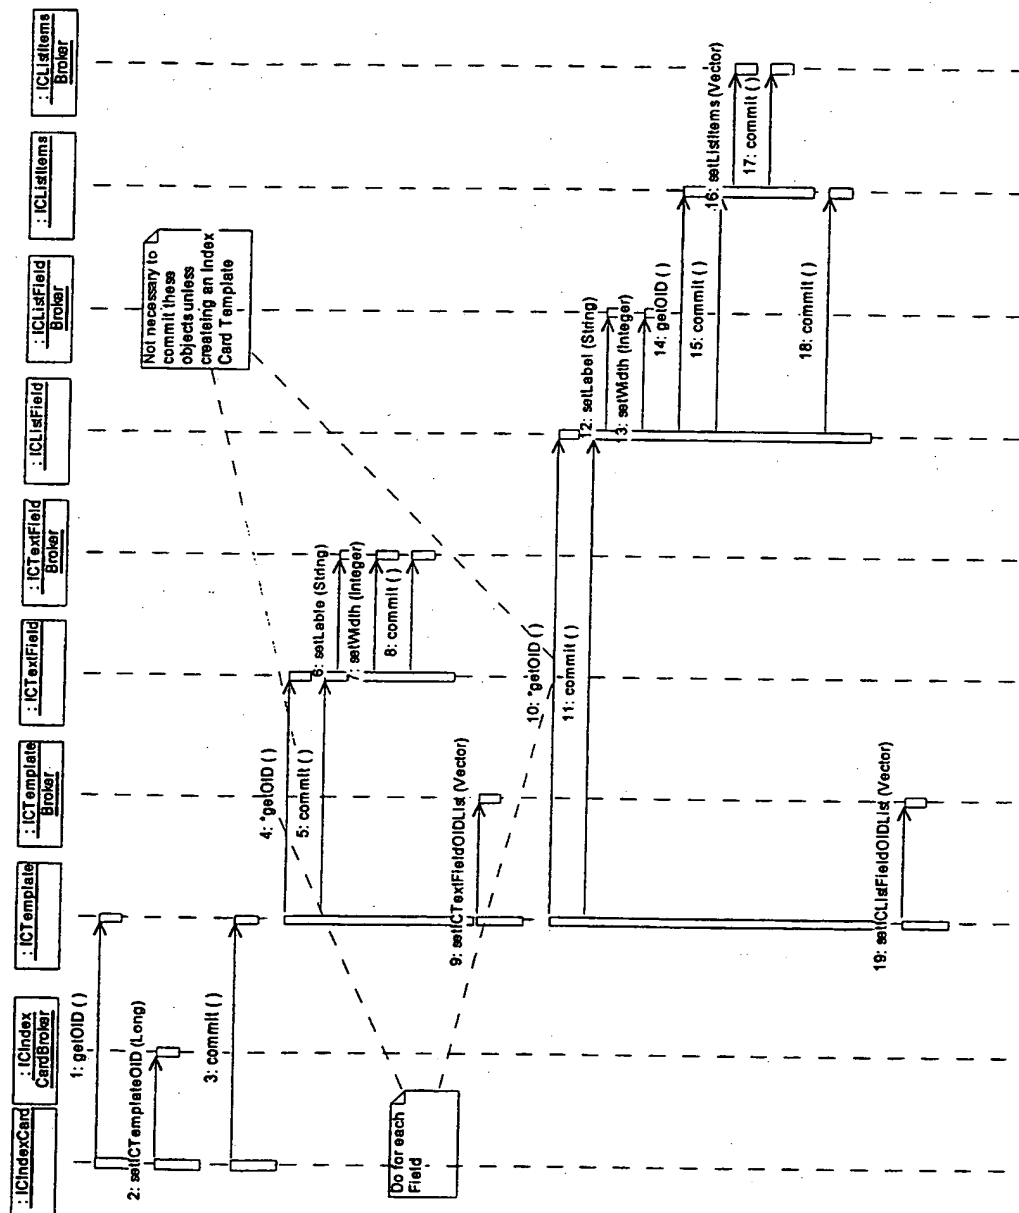 : ICIndexCard
: ICIndex
CardBroker
: ICTemplate
: ICTemplate
Broker
: ICTextField
: ICTextField
Broker
: ICListField
: ICListField
Broker
: ICListItems
: ICListItems
Broker
1: getOID ( )
2: setICTemplateOID (Long)
3: commit ( )
4: *getOID ( )
5: commit ( )
6: setLable (String)
7: setWidth (Integer)
8: commit ( )
9: setICTextFieldOIDList (Vector)
10: *getOID ( )
11: commit ( )
12: setLabel (String)
13: setWidth (Integer)
14: getOID ( )
15: commit ( )
16: setListItems (Vector)
17: commit ( )
18: commit ( )
19: setICListFieldOIDList (Vector)
Not necessary to
commit these
objects unless
createing an Index
Card Template
Do for each
Field